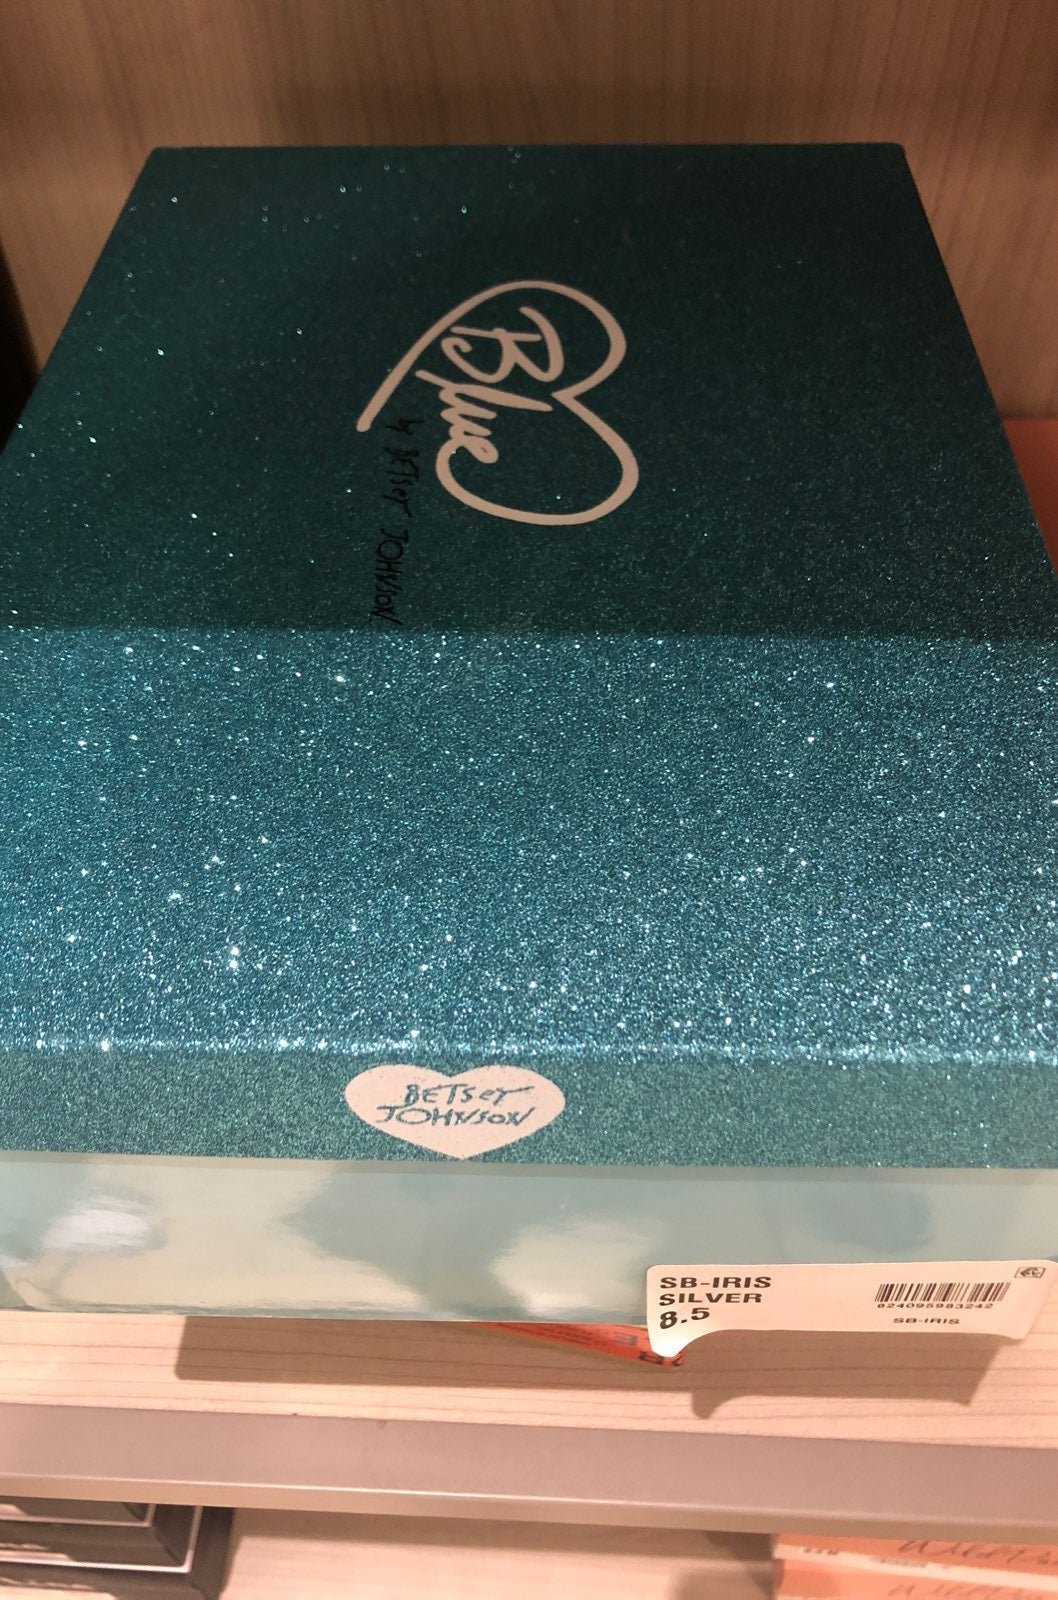 Blue
by BETSEY JOHNSON
BETSEY
JOHNSON
SB-IRIS
SILVER
8.5
824095983242
SB-IRIS